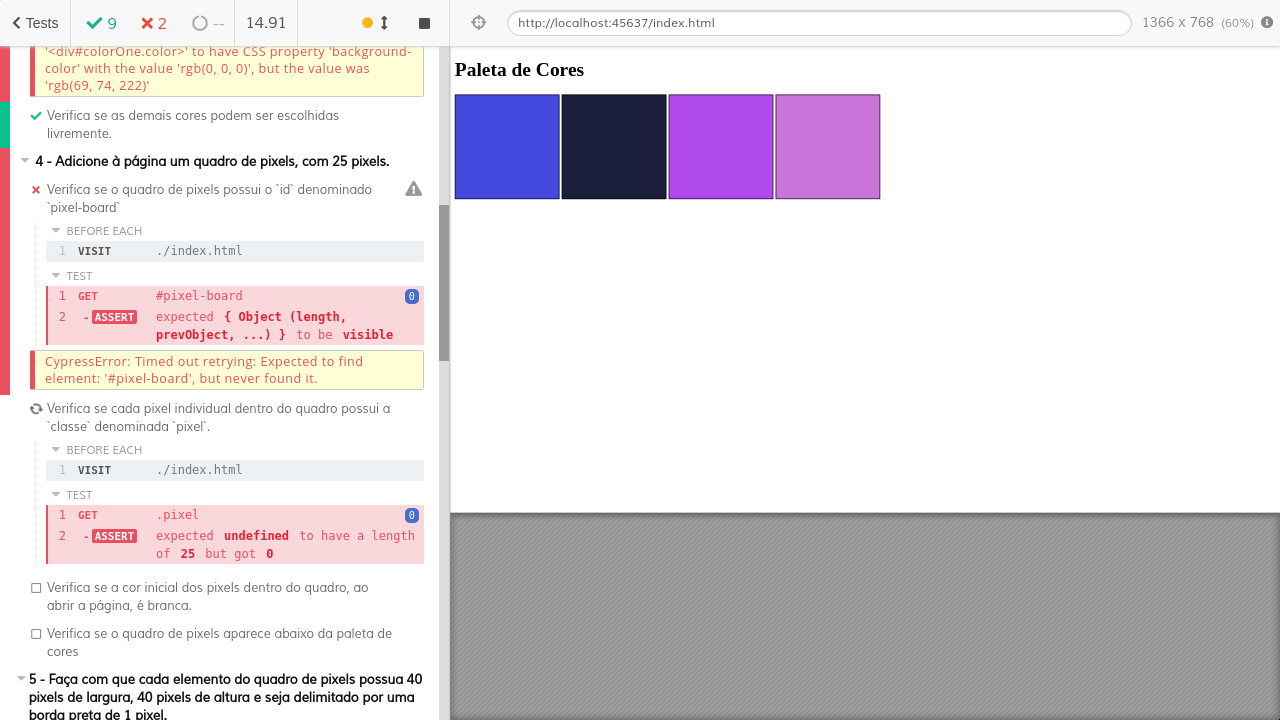 Tests
9
2
--
14.91
http://localhost:45637/index.html
1366 x 768 (60%)
'<div#colorOne.color>' to have CSS property 'background-
color' with the value 'rgb(0, 0, 0)', but the value was
'rgb(69, 74, 222)'
Verifica se as demais cores podem ser escolhidas
livremente.
4 - Adicione à página um quadro de pixels, com 25 pixels.
Verifica se o quadro de pixels possui o `id` denominado
`pixel-board`
BEFORE EACH
1 VISIT ./index.html
TEST
1 GET #pixel-board 0
2 -ASSERT expected { Object (length,
prevObject, ...) } to be visible
CypressError: Timed out retrying: Expected to find
element: '#pixel-board', but never found it.
Verifica se cada pixel individual dentro do quadro possui a
`classe` denominada `pixel`.
BEFORE EACH
1 VISIT ./index.html
TEST
1 GET .pixel 0
2 -ASSERT expected undefined to have a length
of 25 but got 0
Verifica se a cor inicial dos pixels dentro do quadro, ao
abrir a página, é branca.
Verifica se o quadro de pixels aparece abaixo da paleta de
cores
5 - Faça com que cada elemento do quadro de pixels possua 40
pixels de largura, 40 pixels de altura e seja delimitado por uma
borda preta de 1 pixel.
Paleta de Cores